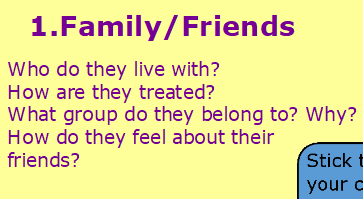 1.Family/Friends
Who do they live with?
How are they treated?
What group do they belong to? Why?
How do they feel about their
friends?
Stick
your